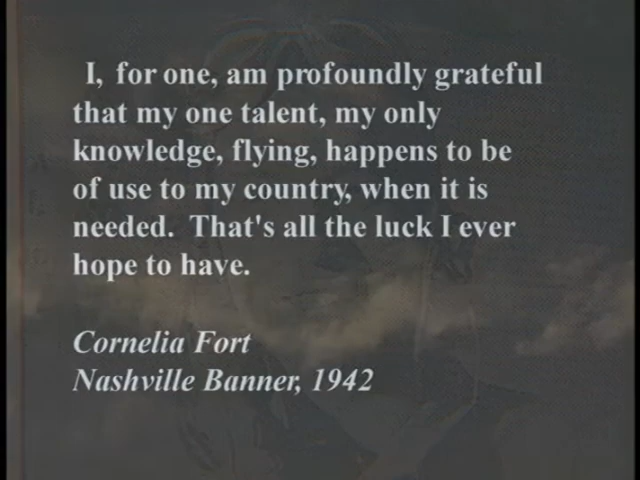 I, for one, am profoundly grateful
that my one talent, my only
knowledge, flying, happens to be
of use to my country, when it is
needed. That's all the luck I ever
hope to have.
Cornelia Fort
Nashville Banner, 1942